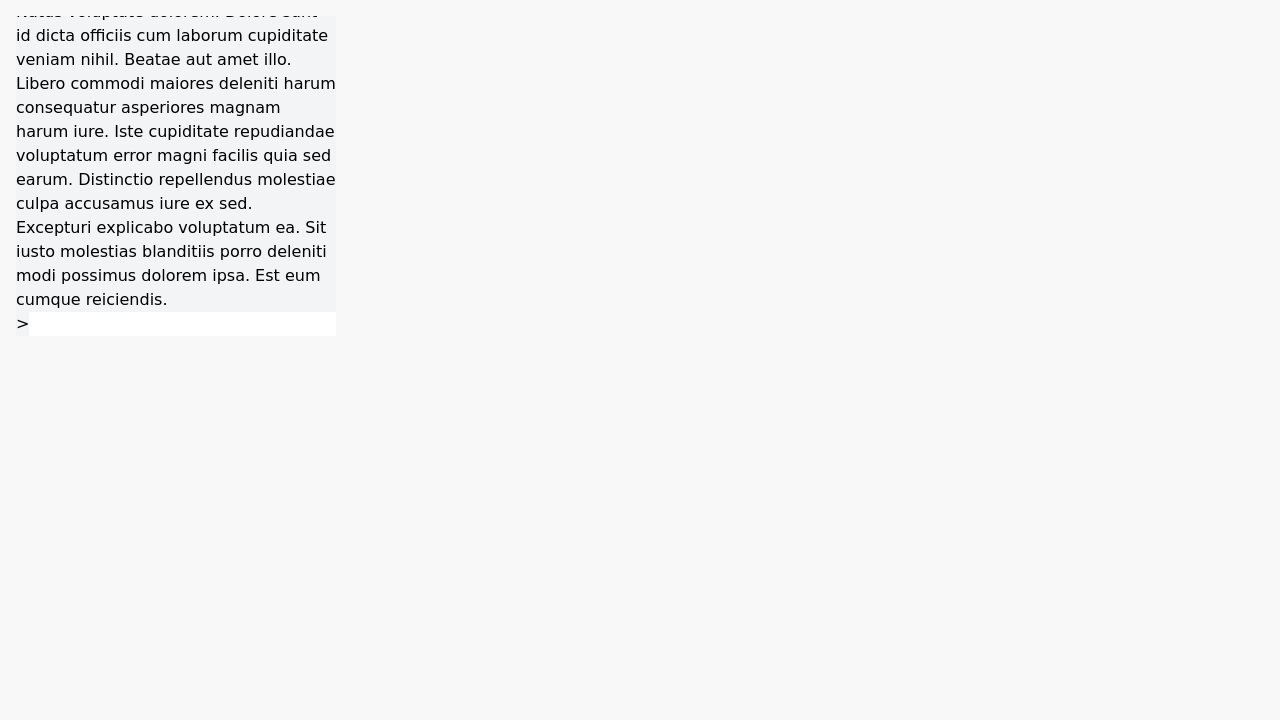 id dicta officiis cum laborum cupiditate
veniam nihil. Beatae aut amet illo.
Libero commodi maiores deleniti harum
consequatur asperiores magnam
harum iure. Iste cupiditate repudiandae
voluptatum error magni facilis quia sed
earum. Distinctio repellendus molestiae
culpa accusamus iure ex sed.
Excepturi explicabo voluptatum ea. Sit
iusto molestias blanditiis porro deleniti
modi possimus dolorem ipsa. Est eum
cumque reiciendis.
>